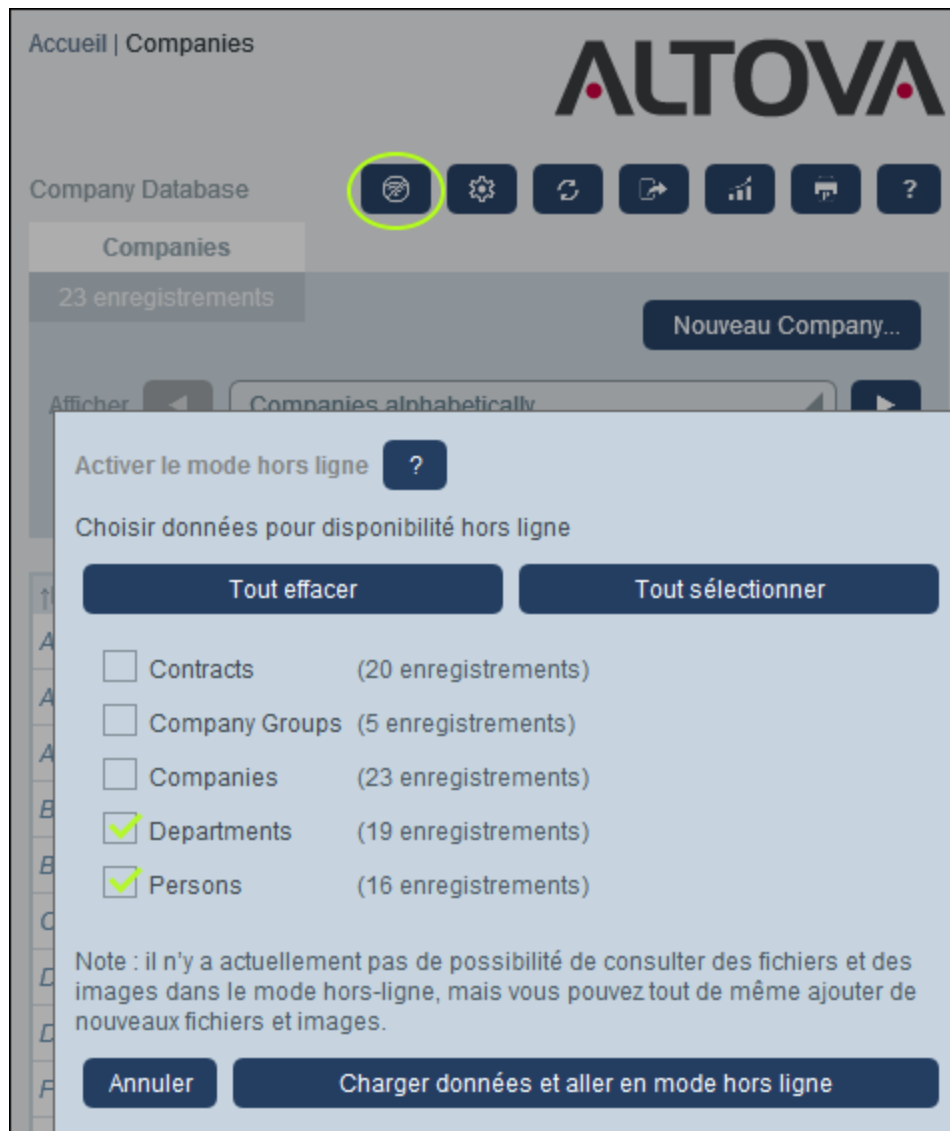 Accueil | Companies
ALTOVA
Company Database
?
Companies
23 enregistrements
Nouveau Company...
Afficher
Companies alphabetically
Activer le mode hors ligne ?
Choisir données pour disponibilité hors ligne
Tout effacer Tout sélectionner
Contracts (20 enregistrements)
Company Groups (5 enregistrements)
Companies (23 enregistrements)
Departments (19 enregistrements)
Persons (16 enregistrements)
Note : il n'y a actuellement pas de possibilité de consulter des fichiers et des
images dans le mode hors-ligne, mais vous pouvez tout de même ajouter de
nouveaux fichiers et images.
Annuler Charger données et aller en mode hors ligne